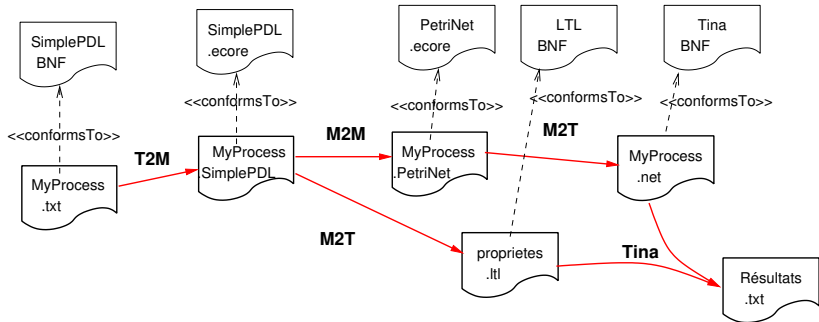 SimplePDL
BNF
SimplePDL
.ecore
PetriNet
.ecore
LTL
BNF
Tina
BNF
<<conformsTo>>
<<conformsTo>>
<<conformsTo>>
<<conformsTo>>
<<conformsTo>>
T2M
M2M
M2T
MyProcess
.txt
MyProcess
.SimplePDL
MyProcess
.PetriNet
MyProcess
.net
M2T
proprietes
.ltl
Tina
Résultats
.txt